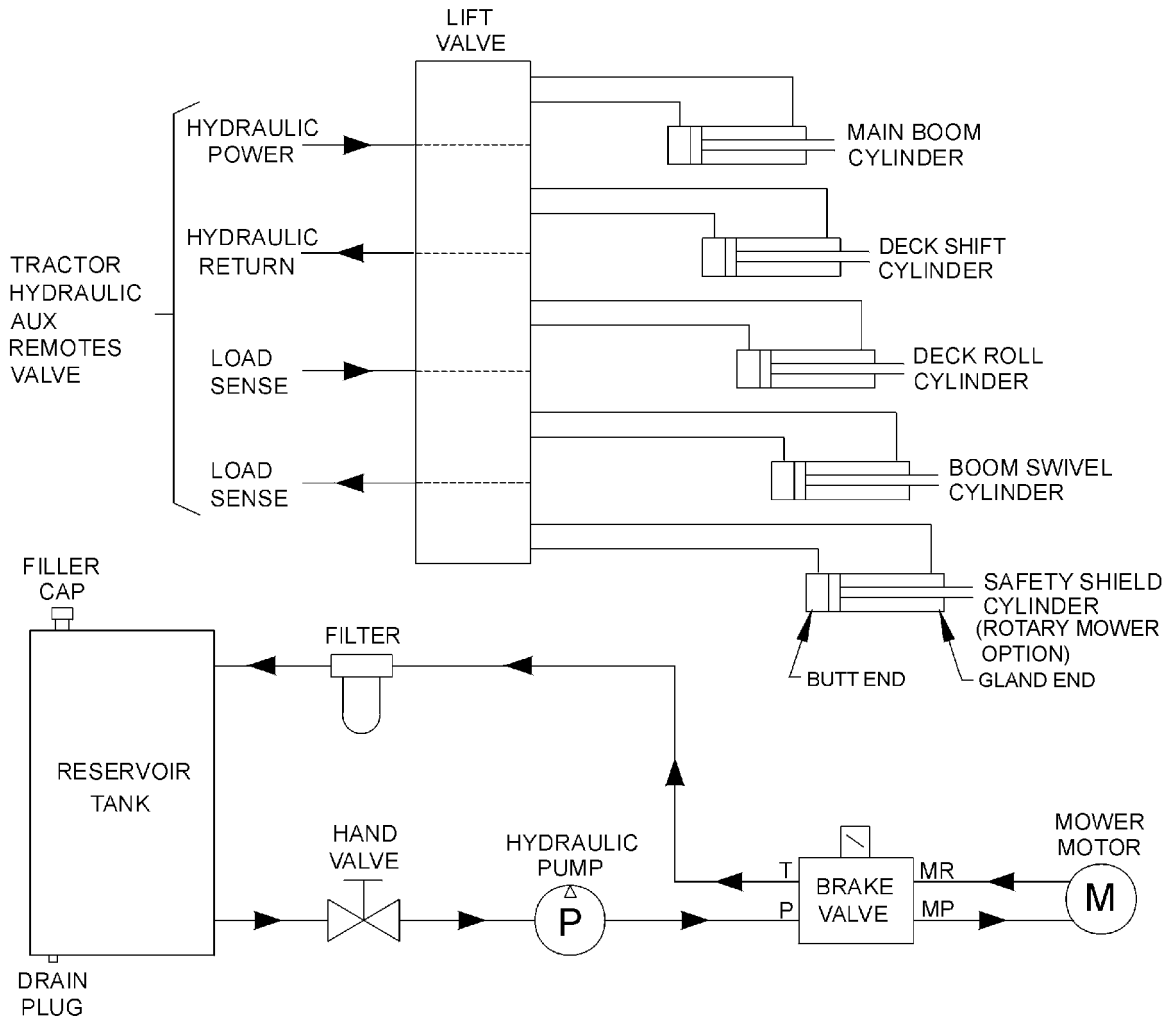 LIFT
VALVE
HYDRAULIC
POWER
HYDRAULIC
RETURN
LOAD
SENSE
LOAD
SENSE
TRACTOR
HYDRAULIC
AUX
REMOTES
VALVE
MAIN BOOM
CYLINDER
DECK SHIFT
CYLINDER
DECK ROLL
CYLINDER
BOOM SWIVEL
CYLINDER
SAFETY SHIELD
CYLINDER
(ROTARY MOWER
OPTION)
BUTT END
GLAND END
FILLER
CAP
FILTER
RESERVOIR
TANK
DRAIN
PLUG
HAND
VALVE
HYDRAULIC
PUMP
P
T
P
BRAKE
VALVE
MR
MP
MOWER
MOTOR
M